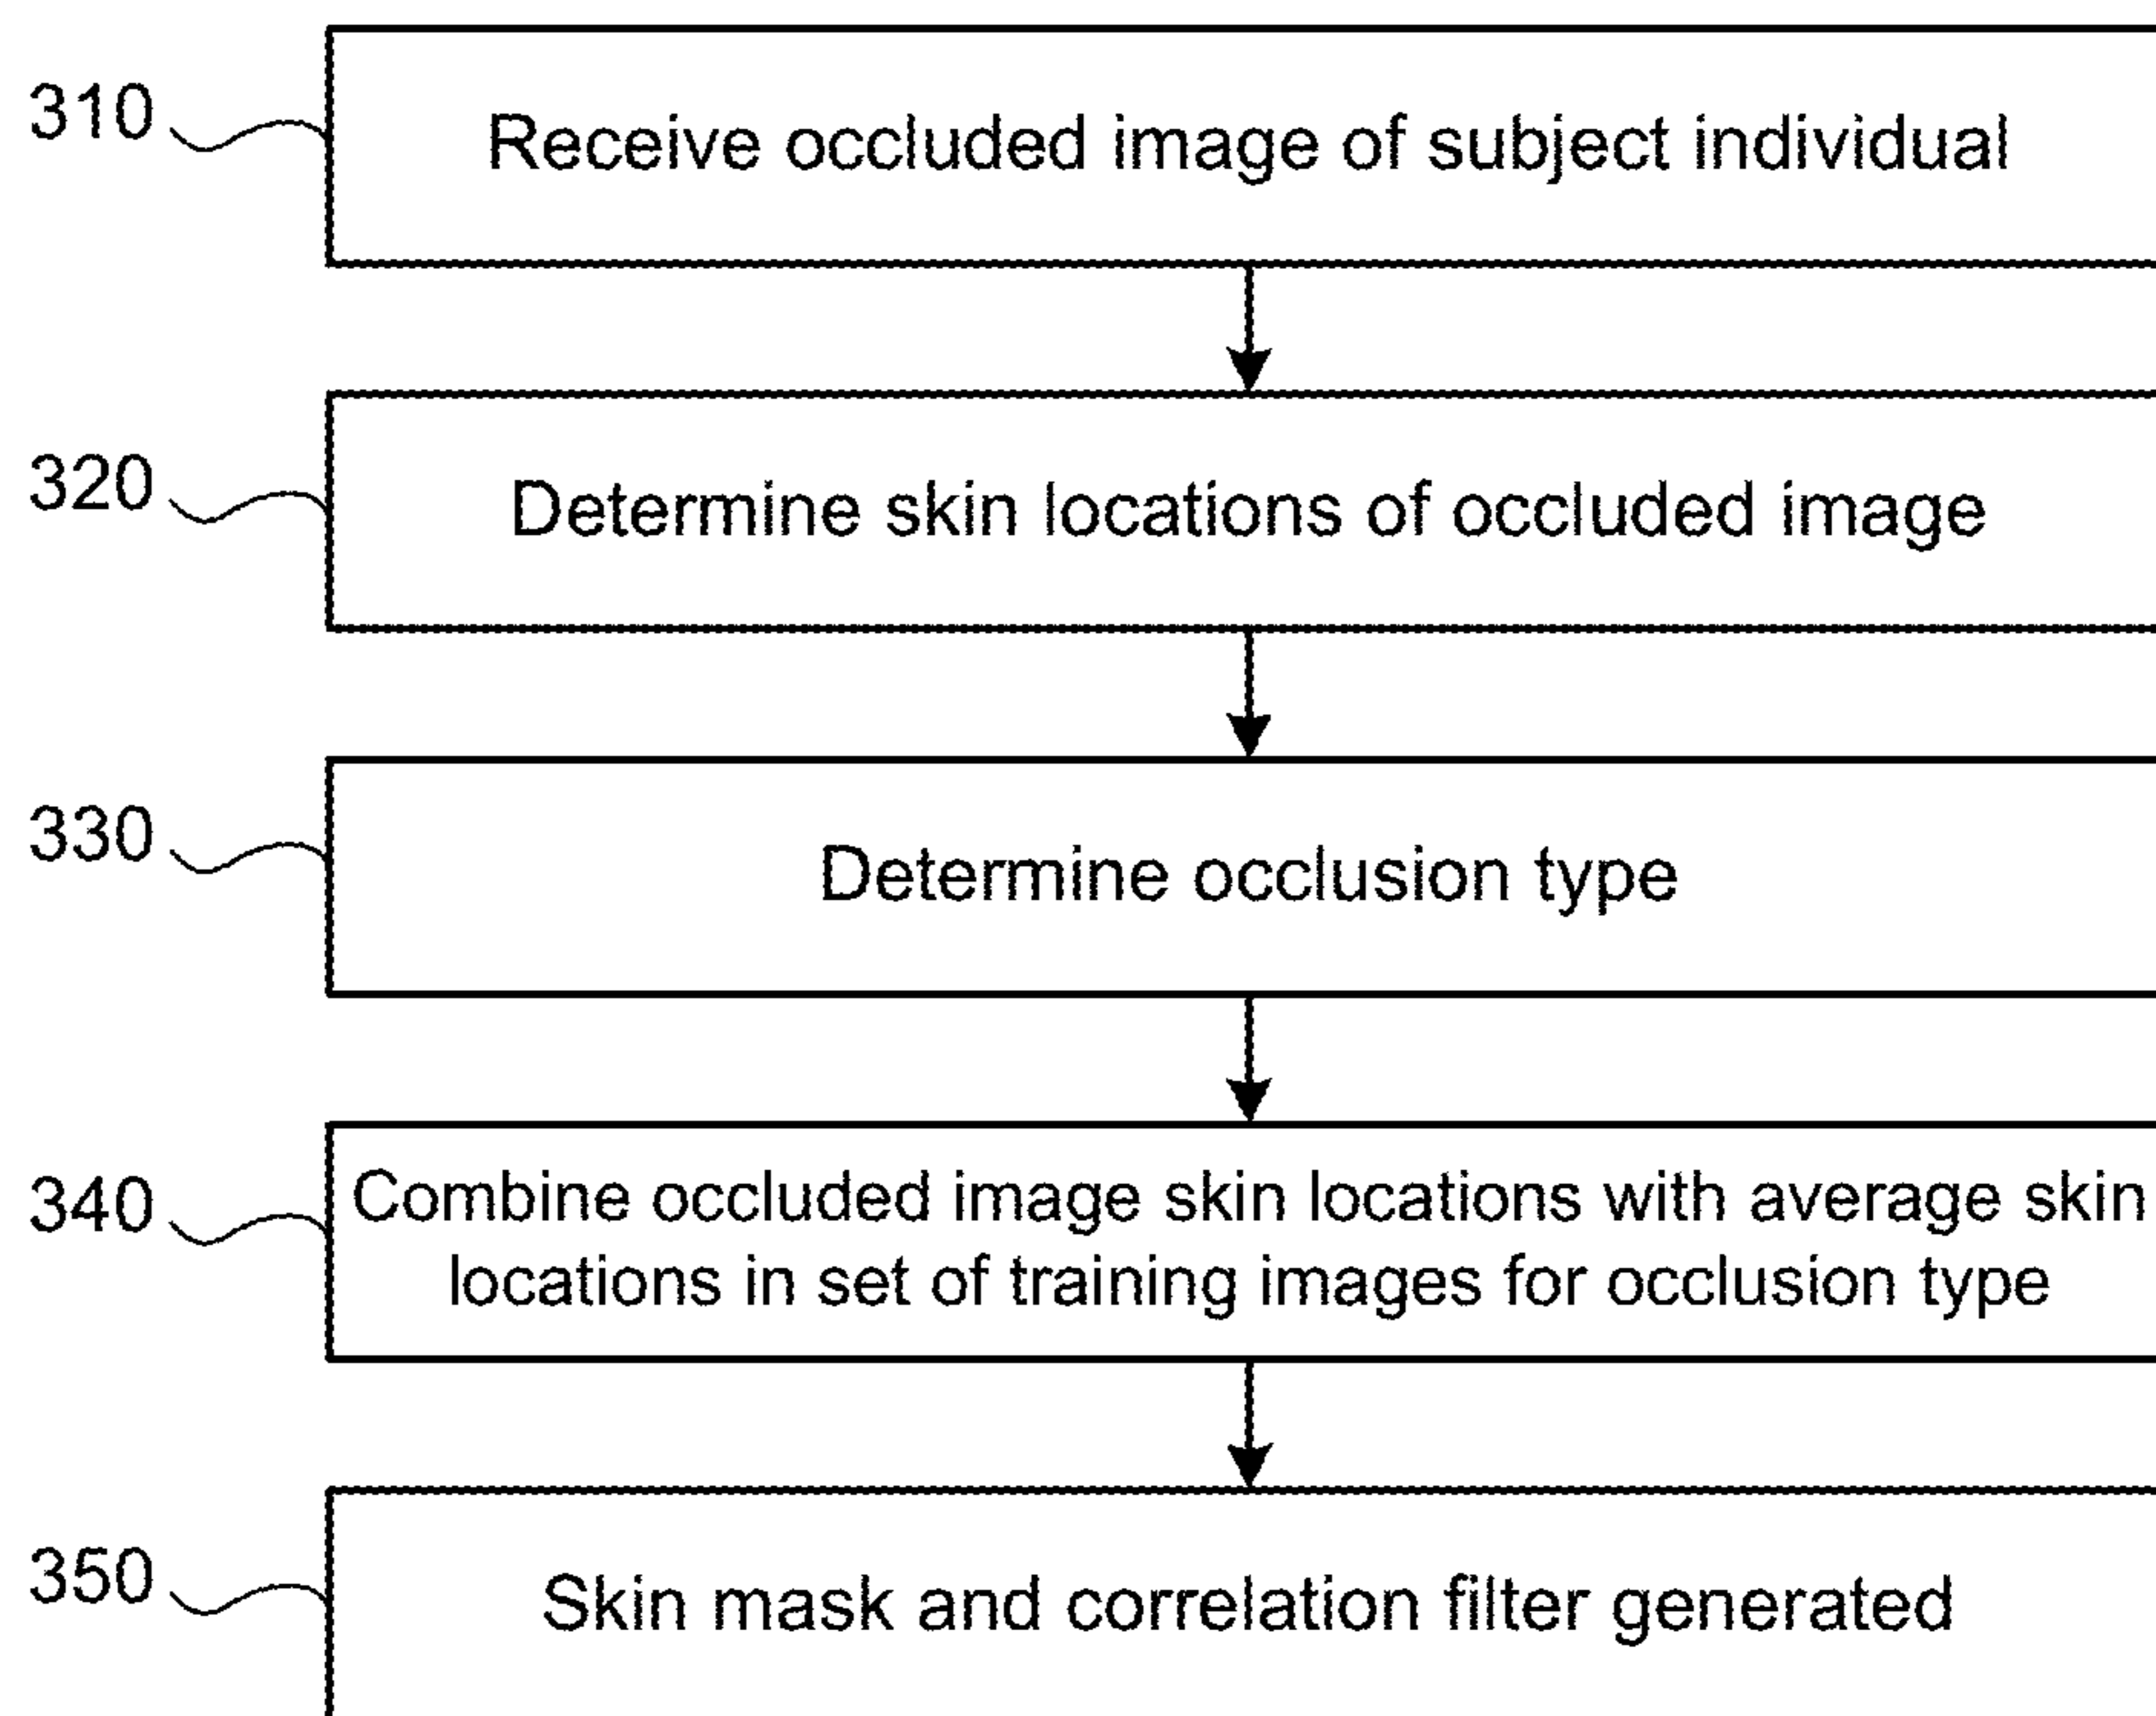 310
Receive occluded image of subject individual
320
Determine skin locations of occluded image
330
Determine occlusion type
340
Combine occluded image skin locations with average skin
locations in set of training images for occlusion type
350
Skin mask and correlation filter generated